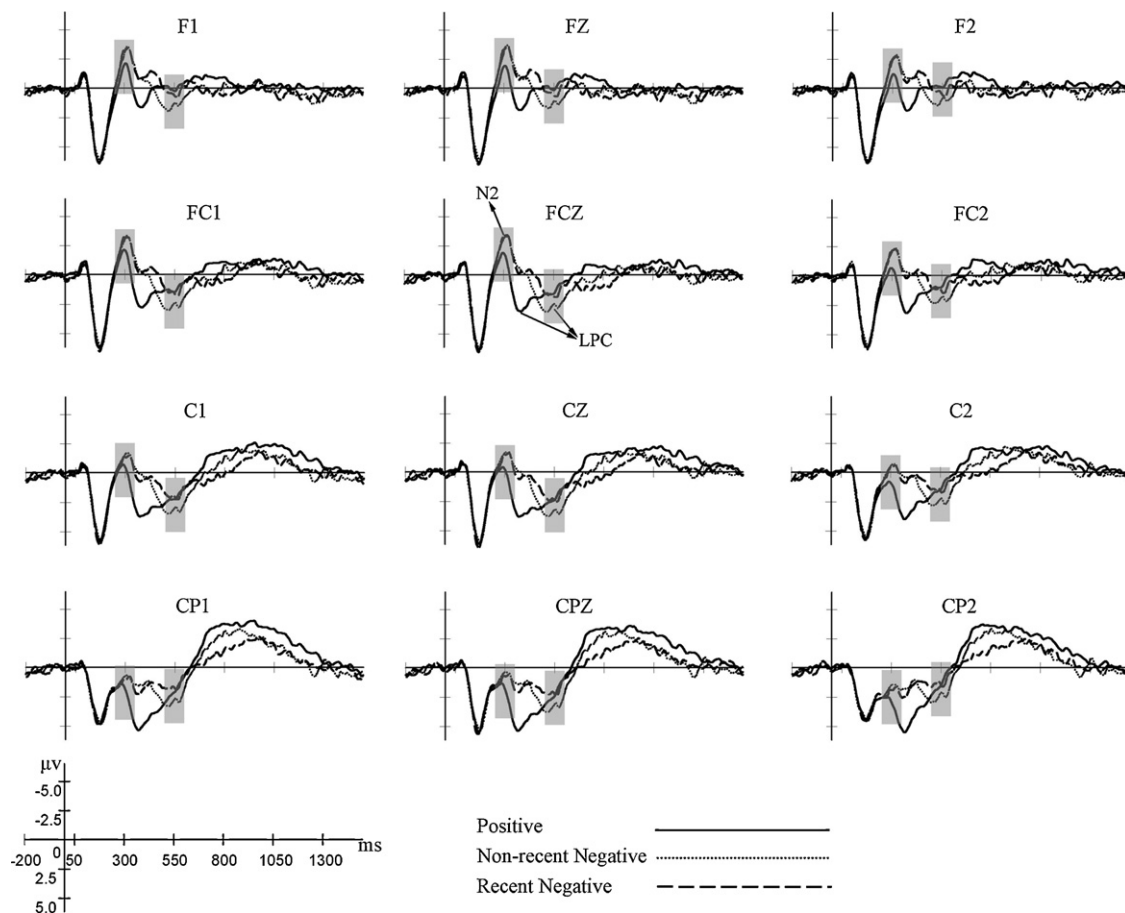 F1 FZ F2
FC1 N2 FCZ FC2
LPC
C1 CZ C2
CP1 CPZ CP2
μv
-5.0
-2.5
0 ms
-200 50 300 550 800 1050 1300
2.5
5.0
Positive
Non-recent Negative
Recent Negative